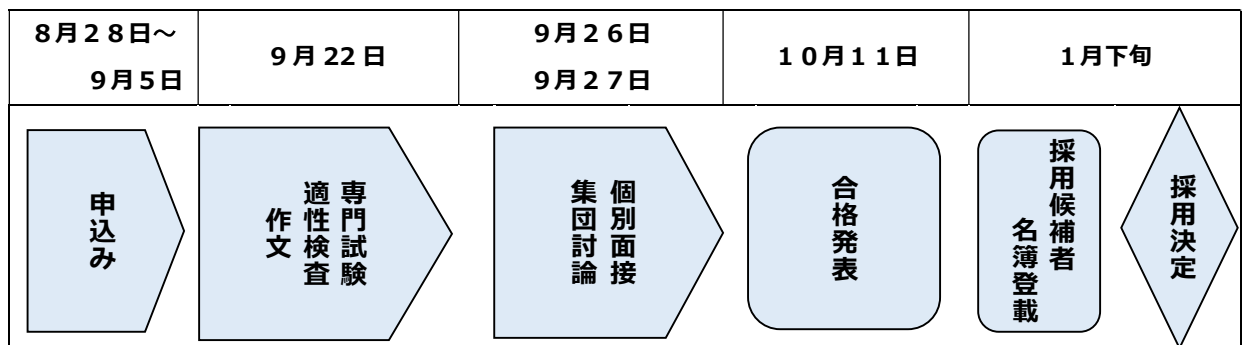 ８月２８日～
９月５日
９月 22 日
９月２６日
９月２７日
１０月１１日
１月下旬
申込み
専門試験
適性検査
作文
個別面接
集団討論
合格発表
採用候補者
名簿登載
採用決定